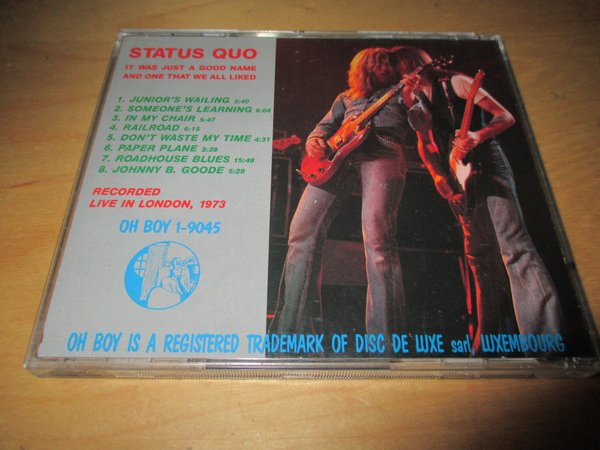 STATUS QUO
IT WAS JUST A GOOD NAME
AND ONE THAT WE ALL LIKED
1. JUNIOR'S WAILING 3:40
2. SOMEONE'S LEARNING 6:04
3. IN MY CHAIR 5:47
4. RAILROAD 6:15
5. DON'T WASTE MY TIME 4:31
6. PAPER PLANE 3:39
7. ROADHOUSE BLUES 15:48
8. JOHNNY B. GOODE 5:29
RECORDED
LIVE IN LONDON, 1973
OH BOY 1-9045
OH BOY IS A REGISTERED TRADEMARK OF DISC DE LUXE sarl, LUXEMBOURG